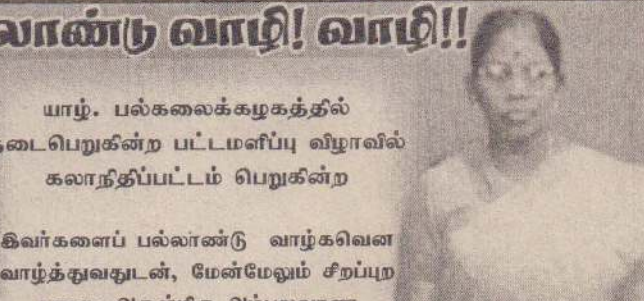 வாழி! வாழி!!
யாழ். பல்கலைக்கழகத்தில்
டைபெறுகின்ற பட்டமளிப்பு விழாவில்
கலாநிதிப்பட்டம் பெறுகின்ற
இவர்களைப் பல்லாண்டு வாழ்கவென
வாழ்த்துவதுடன், மேன்மேலும் சிறப்புற